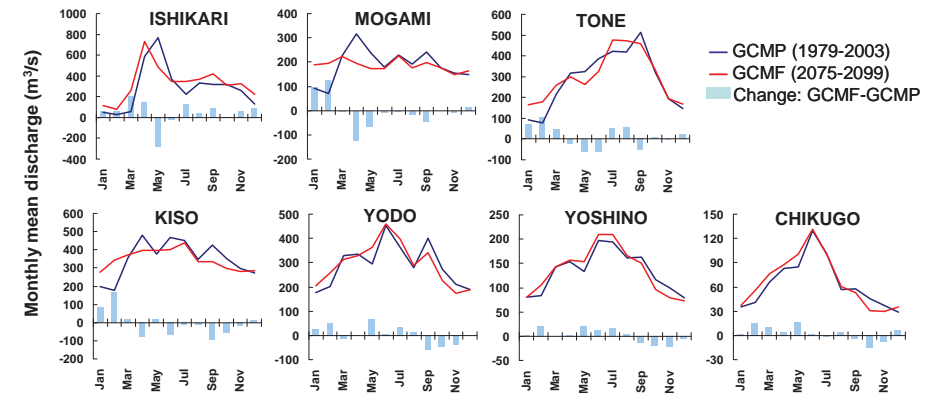 ISHIKARI
MOGAMI
TONE
GCMP (1979-2003)
GCMF (2075-2099)
Change: GCMF-GCMP
Monthly mean discharge (m³/s)
1000
800
600
400
200
0
-200
-400
Jan
Mar
May
Jul
Sep
Nov
400
300
200
100
0
-100
-200
Jan
Mar
May
Jul
Sep
Nov
600
500
400
300
200
100
0
-100
Jan
Mar
May
Jul
Sep
Nov
KISO
YODO
YOSHINO
CHIKUGO
600
500
400
300
200
100
0
-100
-200
Jan
Mar
May
Jul
Sep
Nov
500
400
300
200
100
0
-100
Jan
Mar
May
Jul
Sep
Nov
250
200
150
100
50
0
-50
Jan
Mar
May
Jul
Sep
Nov
150
120
90
60
30
0
-30
Jan
Mar
May
Jul
Sep
Nov